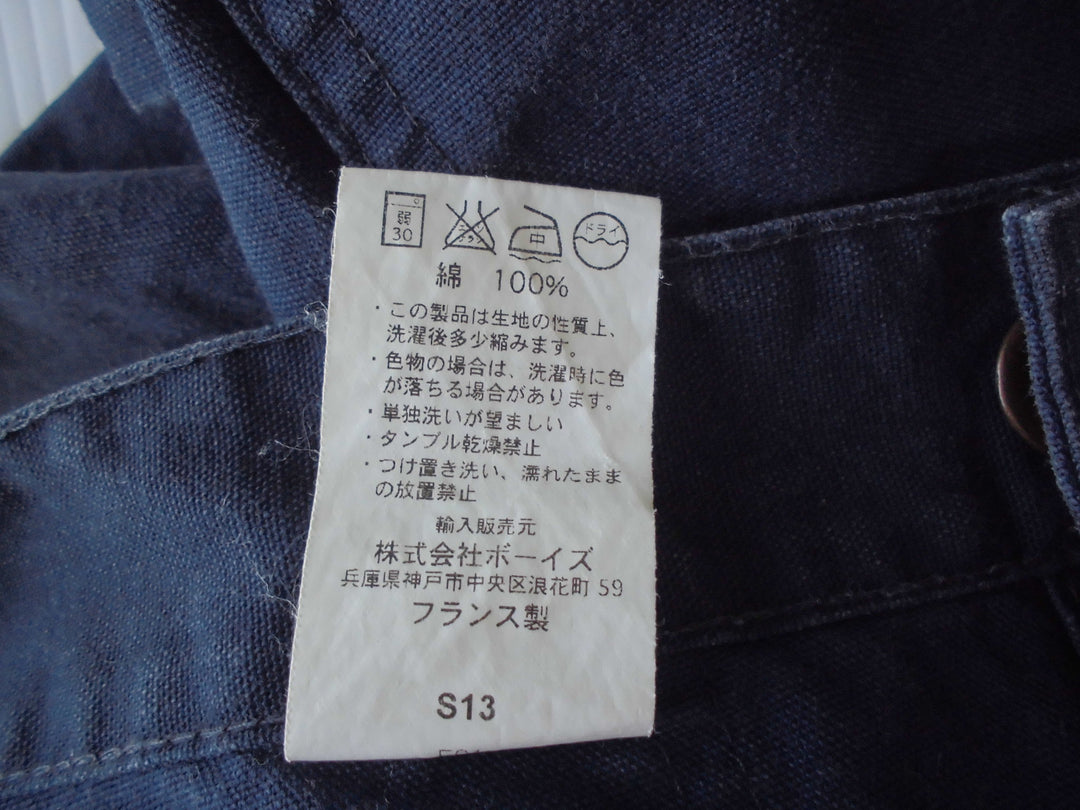 弱
30
中
ドライ
綿 100%
・この製品は生地の性質上、
洗濯後多少縮みます。
・色物の場合は、洗濯時に色
が落ちる場合があります。
・単独洗いが望ましい
・タンブル乾燥禁止
・つけ置き洗い、濡れたまま
の放置禁止
輸入販売元
株式会社ボーイズ
兵庫県神戸市中央区浪花町 59
フランス製
S13